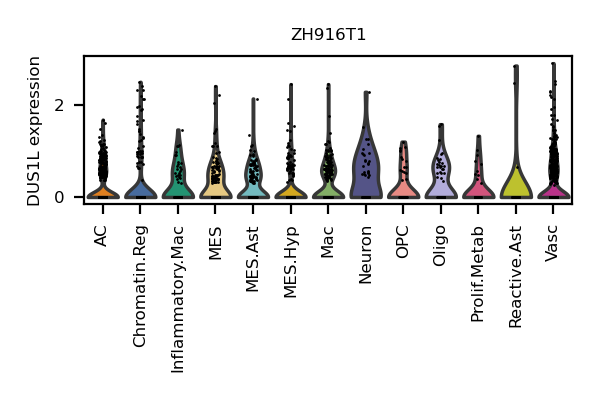 ZH916T1
DUS1L expression
2
0
AC
Chromatin.Reg
Inflammatory.Mac
MES
MES.Ast
MES.Hyp
Mac
Neuron
OPC
Oligo
Prolif.Metab
Reactive.Ast
Vasc